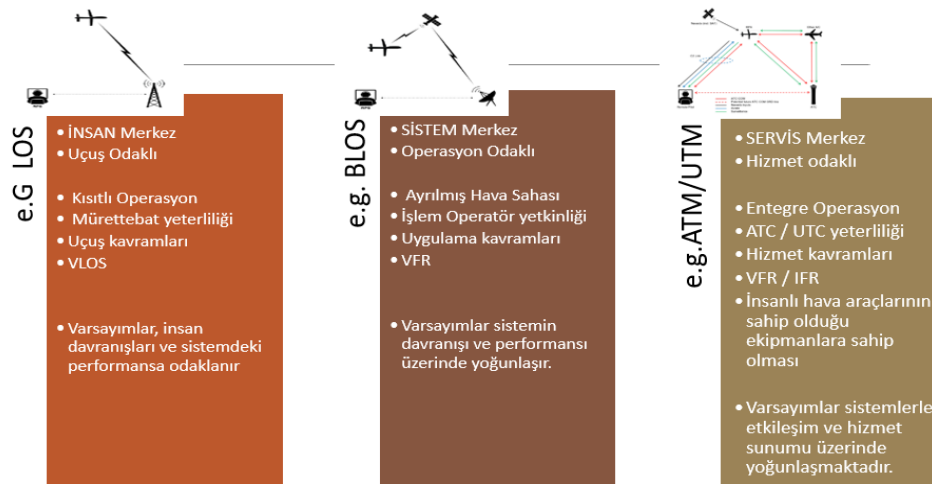 e.G LOS
• İNSAN Merkez
• Uçuş Odaklı
• Kısıtlı Operasyon
• Mürettebat yeterliliği
• Uçuş kavramları
• VLOS
• Varsayımlar, insan
davranışları ve sistemdeki
performansa odaklanır
e.g. BLOS
• SİSTEM Merkez
• Operasyon Odaklı
• Ayrılmış Hava Sahası
• İşlem Operatör yetkinliği
• Uygulama kavramları
• VFR
• Varsayımlar sistemin
davranışı ve performansı
üzerinde yoğunlaşır.
e.g.ATM/UTM
• SERVİS Merkez
• Hizmet odaklı
• Entegre Operasyon
• ATC / UTC yeterliliği
• Hizmet kavramları
• VFR / IFR
• İnsanlı hava araçlarının
sahip olduğu
ekipmanlara sahip
olması
• Varsayımlar sistemlerle
etkileşim ve hizmet
sunumu üzerinde
yoğunlaşmaktadır.